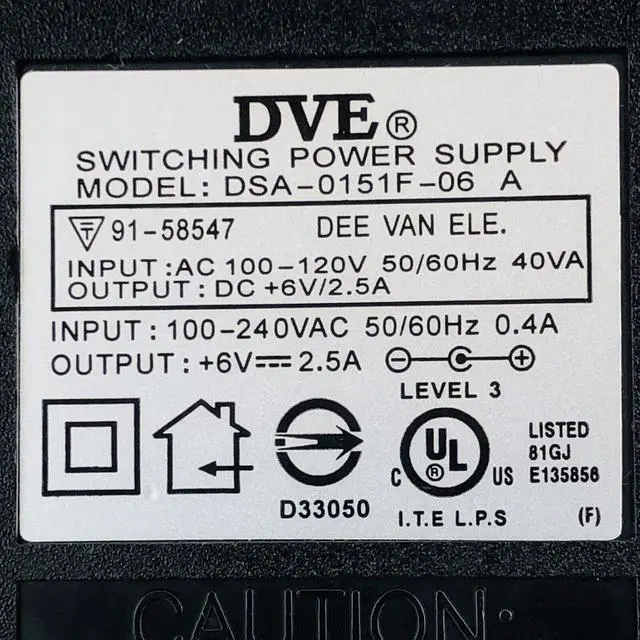 DVE®
SWITCHING POWER SUPPLY
MODEL: DSA-0151F-06 A
T 91-58547 DEE VAN ELE.
INPUT :AC 100-120V 50/60Hz 40VA
OUTPUT : DC +6V/2.5A
INPUT : 100-240VAC 50/60Hz 0.4A
OUTPUT : +6V⎓ 2.5A
LEVEL 3
D33050
C UL® US
LISTED
81GJ
E135856
I.T.E L.P.S
(F)
CAUTION: